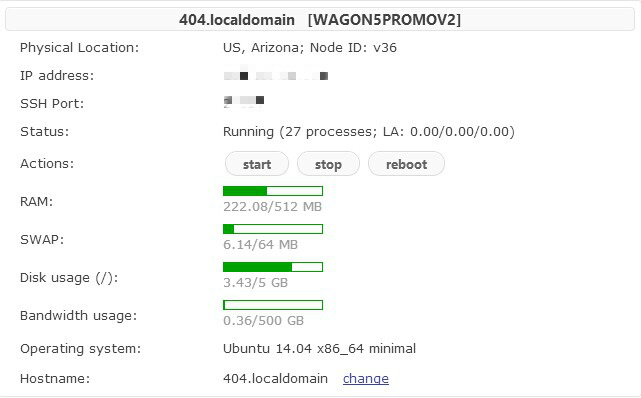 404.localdomain [WAGON5PROMOV2]
Physical Location: US, Arizona; Node ID: v36
IP address:
SSH Port:
Status: Running (27 processes; LA: 0.00/0.00/0.00)
Actions: start stop reboot
RAM: 222.08/512 MB
SWAP: 6.14/64 MB
Disk usage (/): 3.43/5 GB
Bandwidth usage: 0.36/500 GB
Operating system: Ubuntu 14.04 x86_64 minimal
Hostname: 404.localdomain change